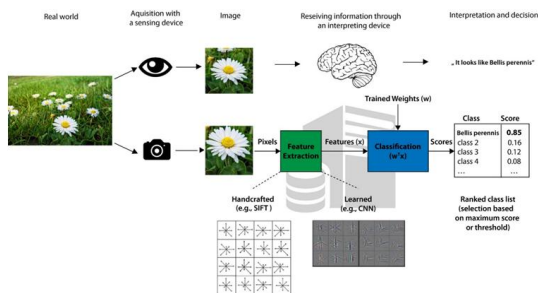 Real world
Aquisition with a sensing device
Image
Reseiving information through an interpreting device
Interpretation and decision
„ It looks like Bellis perennis"
Trained Weights (w)
Pixels
Feature
Extraction
Features (x)
Classification
(wᵀx)
Scores
Class Score
Bellis perennis 0.85
class 2 0.16
class 3 0.12
class 4 0.08
... ...
Handcrafted
(e.g., SIFT )
Learned
(e.g., CNN)
Ranked class list
(selection based
on maximum score
or threshold)